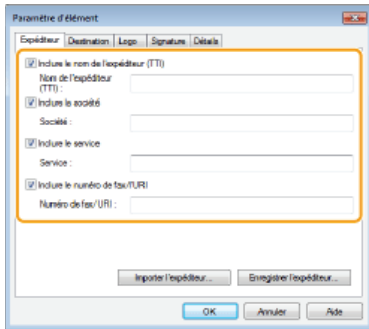 Paramètre d'élément
Expéditeur Destination Logo Signature Détails
Inclure le nom de l'expéditeur (TTI)
Nom de l'expéditeur
(TTI) :
Inclure la société
Société :
Inclure le service
Service :
Inclure le numéro de fax/l'URI
Numéro de fax/URI :
Importer l'expéditeur... Enregistrer l'expéditeur...
OK Annuler Aide